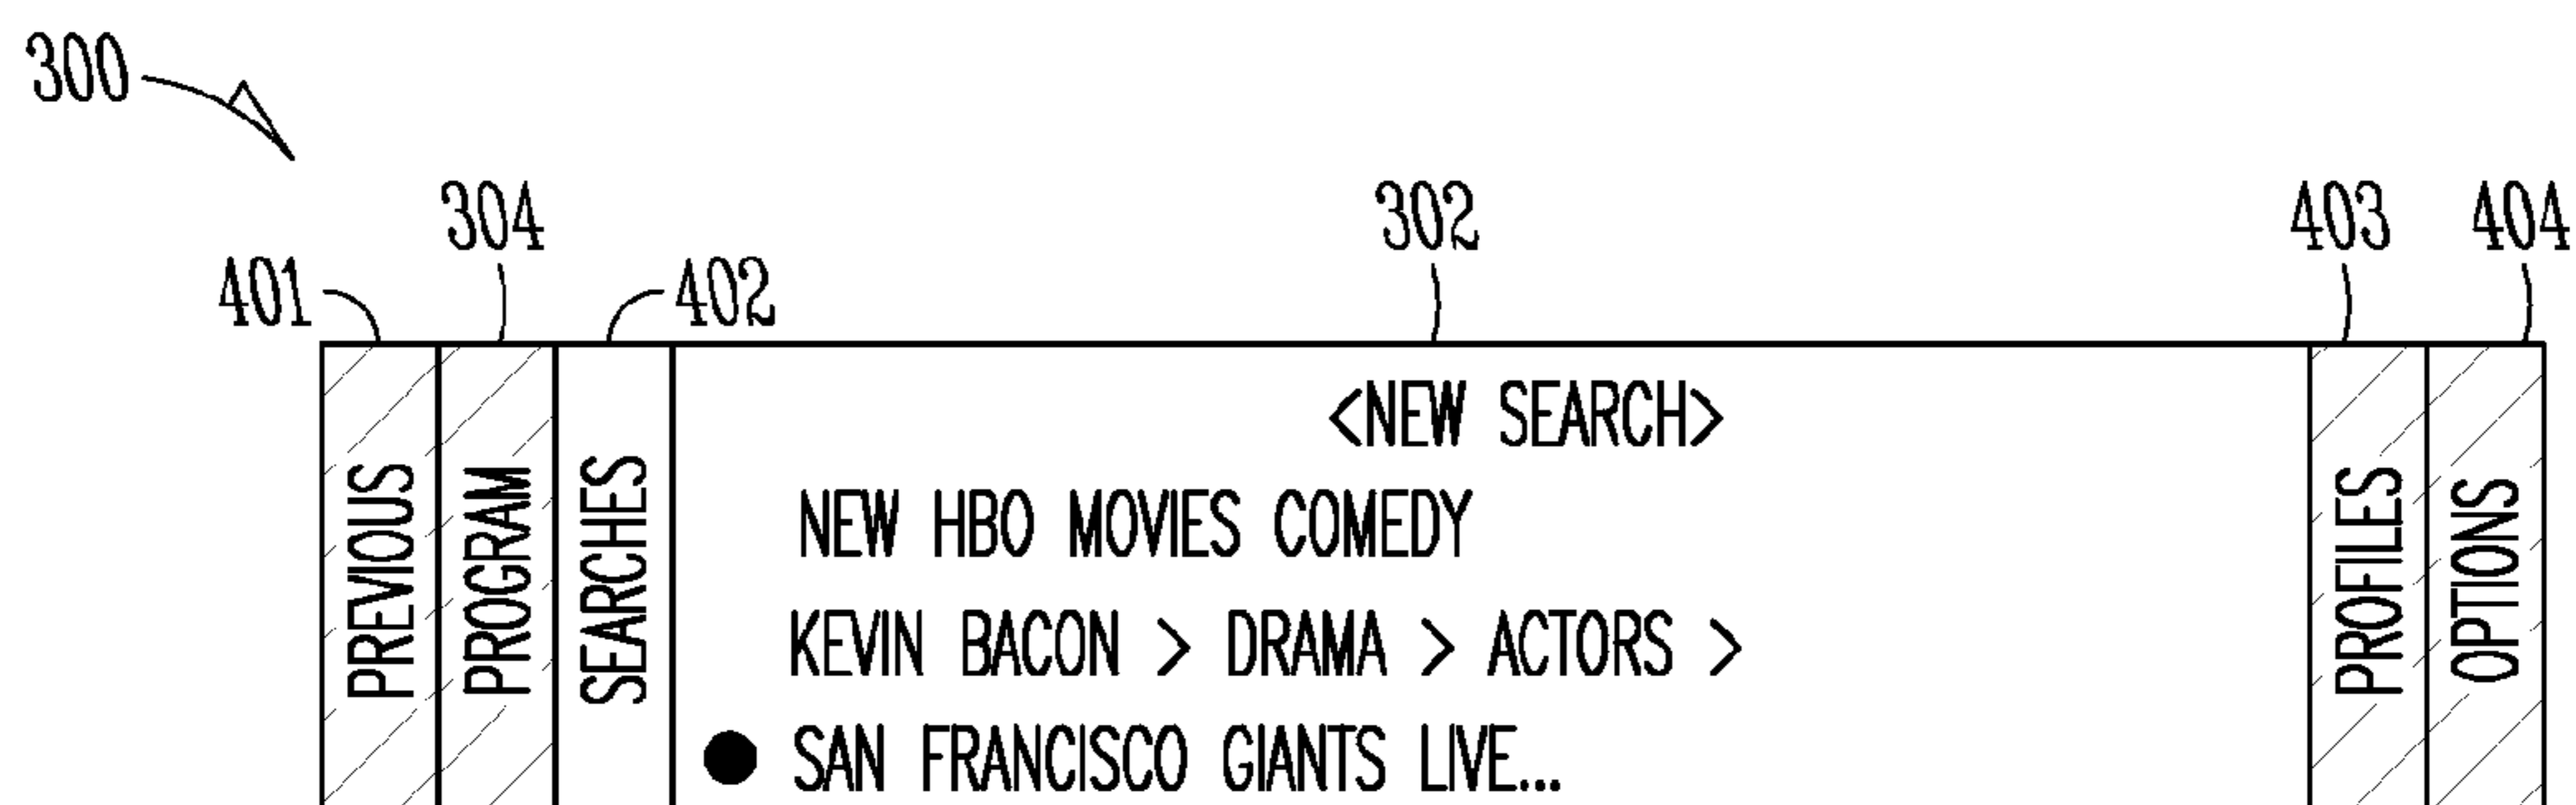 300
304
302
403
404
401
402
PREVIOUS
PROGRAM
SEARCHES
<NEW SEARCH>
NEW HBO MOVIES COMEDY
KEVIN BACON > DRAMA > ACTORS >
● SAN FRANCISCO GIANTS LIVE...
PROFILES
OPTIONS